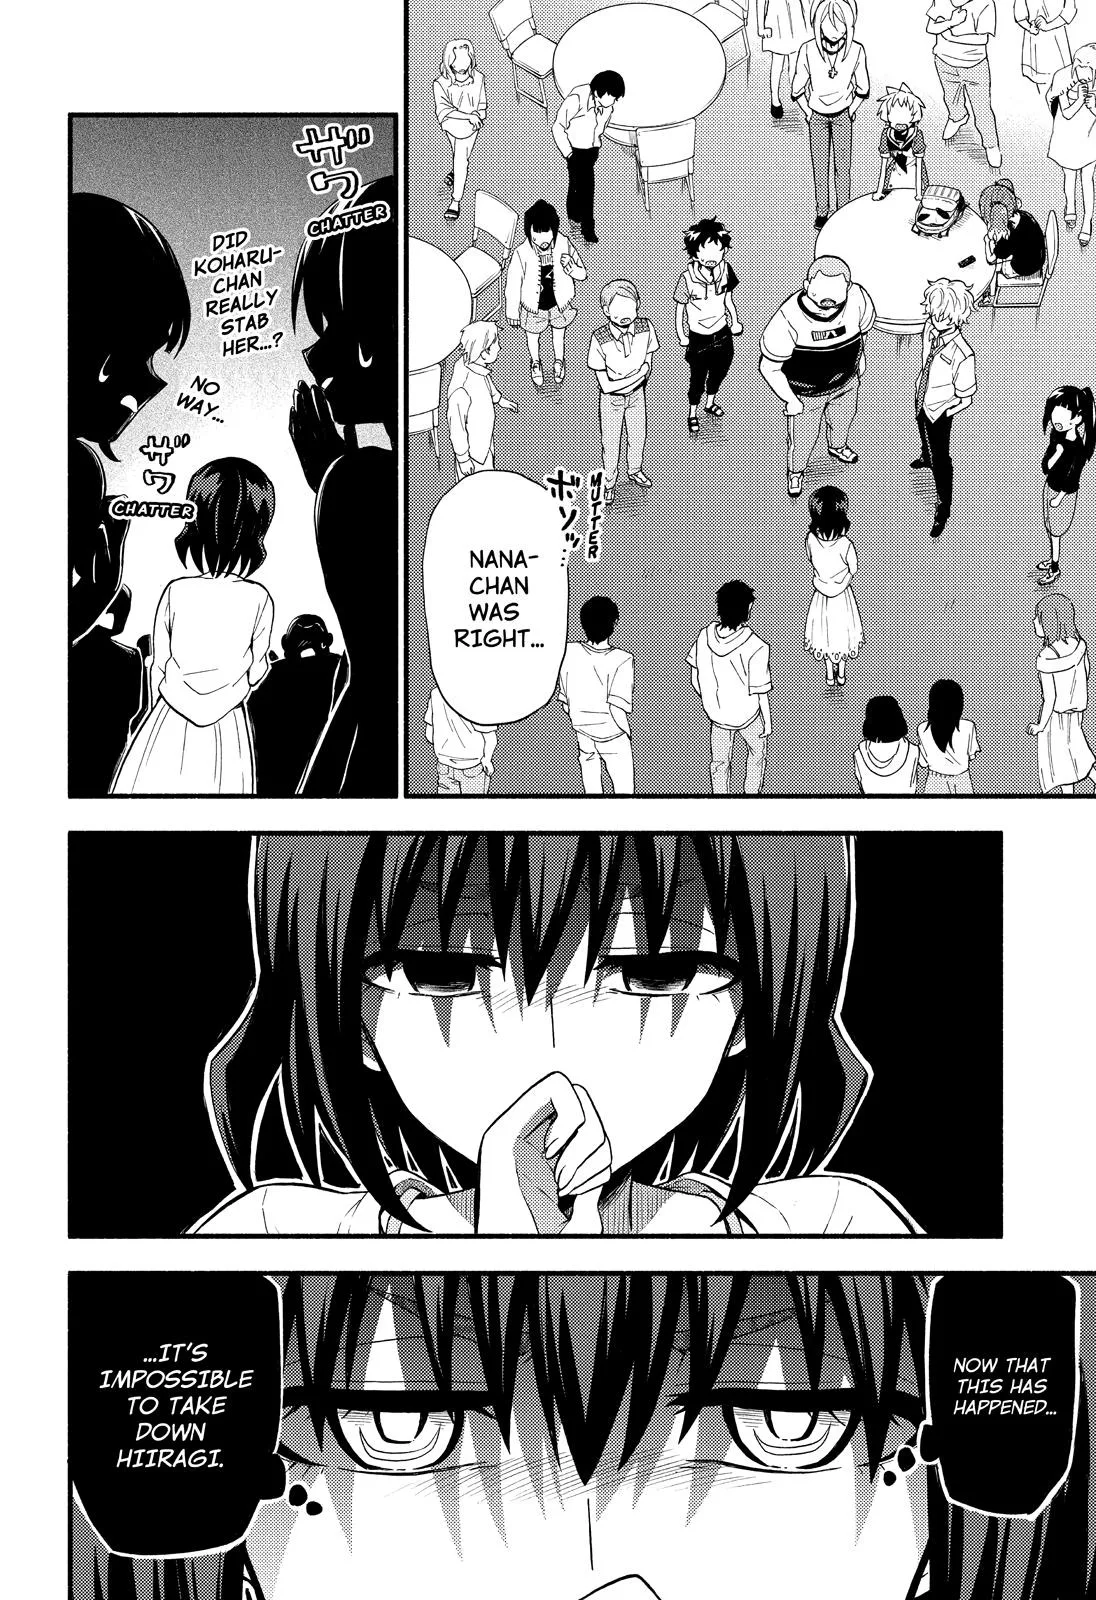 MUTTER
ボソッ…
NANA-
CHAN WAS
RIGHT...
ザワ
CHATTER
DID
KOHARU-
CHAN
REALLY
STAB
HER...?
NO
WAY...
ザワ
CHATTER
NOW THAT
THIS HAS
HAPPENED...
...IT'S
IMPOSSIBLE
TO TAKE
DOWN
HIIRAGI.